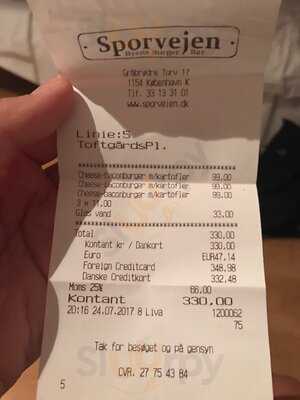 Sporvejen
Byens Burger Bar
Gråbrødre Torv 17
1154 København K
Tlf. 33 13 31 01
www.sporvejen.dk
Linie:5
ToftgårdsPl.
Cheese-baconburger m/kartofler 99,00
Cheese-baconburger m/kartofler 99,00
Cheese-baconburger m/kartofler 99,00
3 x 11,00
Glas vand 33,00
Total 330,00
Kontant kr / Dankort 330,00
Euro EUR47,14
Foreign Creditcard 348,98
Danske Creditkort 332,48
Moms 25% 66,00
Kontant 330,00
20:16 24.07.2017 8 Liva 1200062
75
Tak for besøget og på gensyn
CVR. 27 75 43 84
5